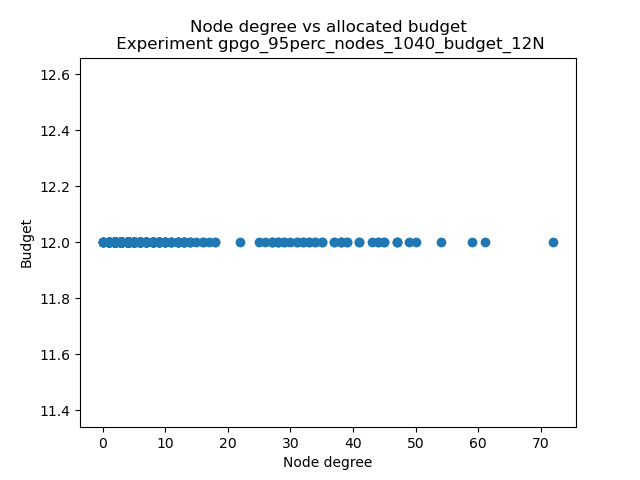 Node degree vs allocated budget
Experiment gpgo_95perc_nodes_1040_budget_12N
12.6
12.4
12.2
12.0
11.8
11.6
11.4
Budget
0 10 20 30 40 50 60 70
Node degree